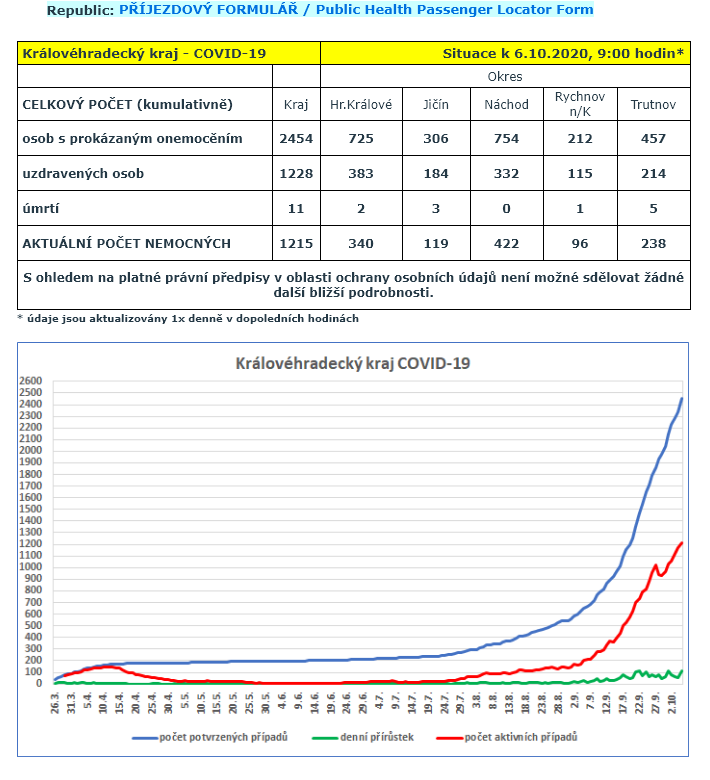 Republic: PŘÍJEZDOVÝ FORMULÁŘ / Public Health Passenger Locator Form
Královéhradecký kraj - COVID-19 Situace k 6.10.2020, 9:00 hodin*
Okres
CELKOVÝ POČET (kumulativně) Kraj Hr.Králové Jičín Náchod Rychnov n/K Trutnov
osob s prokázaným onemocěním 2454 725 306 754 212 457
uzdravených osob 1228 383 184 332 115 214
úmrtí 11 2 3 0 1 5
AKTUÁLNÍ POČET NEMOCNÝCH 1215 340 119 422 96 238
S ohledem na platné právní předpisy v oblasti ochrany osobních údajů není možné sdělovat žádné
další bližší podrobnosti.
* údaje jsou aktualizovány 1x denně v dopoledních hodinách
Královéhradecký kraj COVID-19
2600
2500
2400
2300
2200
2100
2000
1900
1800
1700
1600
1500
1400
1300
1200
1100
1000
900
800
700
600
500
400
300
200
100
0
26.3. 31.3. 5.4. 10.4. 15.4. 20.4. 25.4. 30.4. 5.5. 10.5. 15.5. 20.5. 25.5. 30.5. 4.6. 9.6. 14.6. 19.6. 24.6. 29.6. 4.7. 9.7. 14.7. 19.7. 24.7. 29.7. 3.8. 8.8. 13.8. 18.8. 23.8. 28.8. 2.9. 7.9. 12.9. 17.9. 22.9. 27.9. 2.10.
počet potvrzených případů denní přírůstek počet aktivních případů